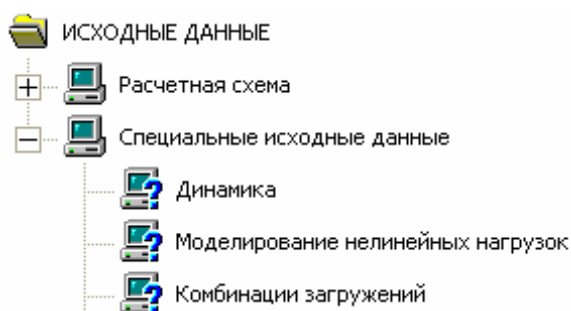 ИСХОДНЫЕ ДАННЫЕ
Расчетная схема
Специальные исходные данные
Динамика
Моделирование нелинейных нагрузок
Комбинации загружений